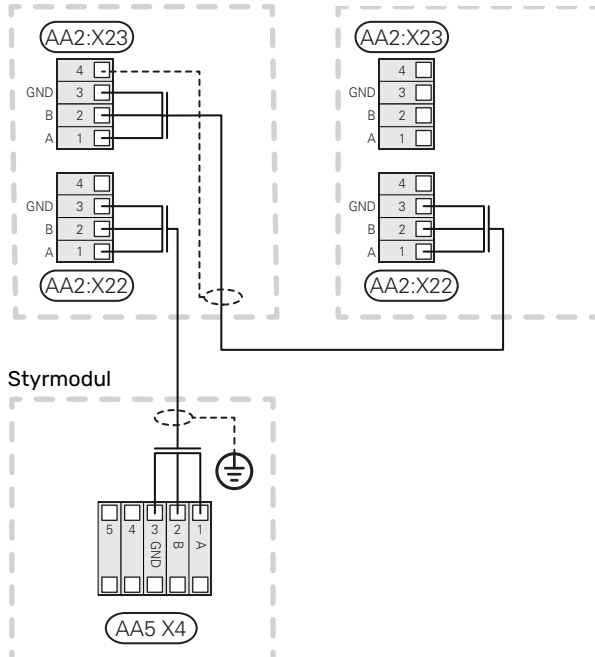 AA2:X23
4
GND 3
B 2
A 1
4
GND 3
B 2
A 1
AA2:X22
AA2:X23
4
GND 3
B 2
A 1
4
GND 3
B 2
A 1
AA2:X22
Styrmodul
5 4 3 2 1
GND B A
AA5 X4